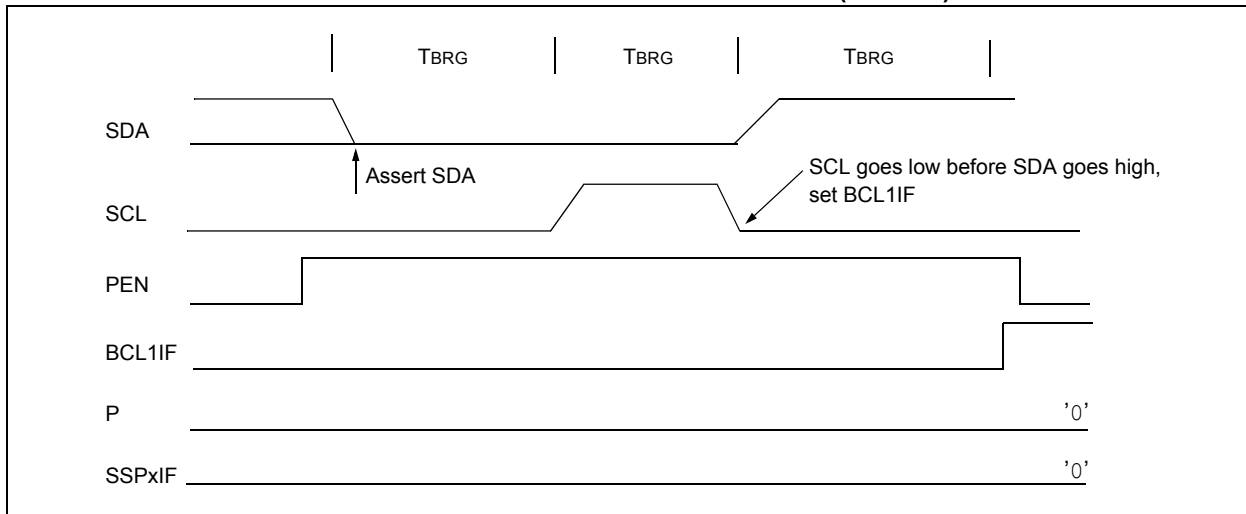 TBRG TBRG TBRG
SDA
Assert SDA
SCL goes low before SDA goes high,
set BCL1IF
SCL
PEN
BCL1IF
P '0'
SSPxIF '0'